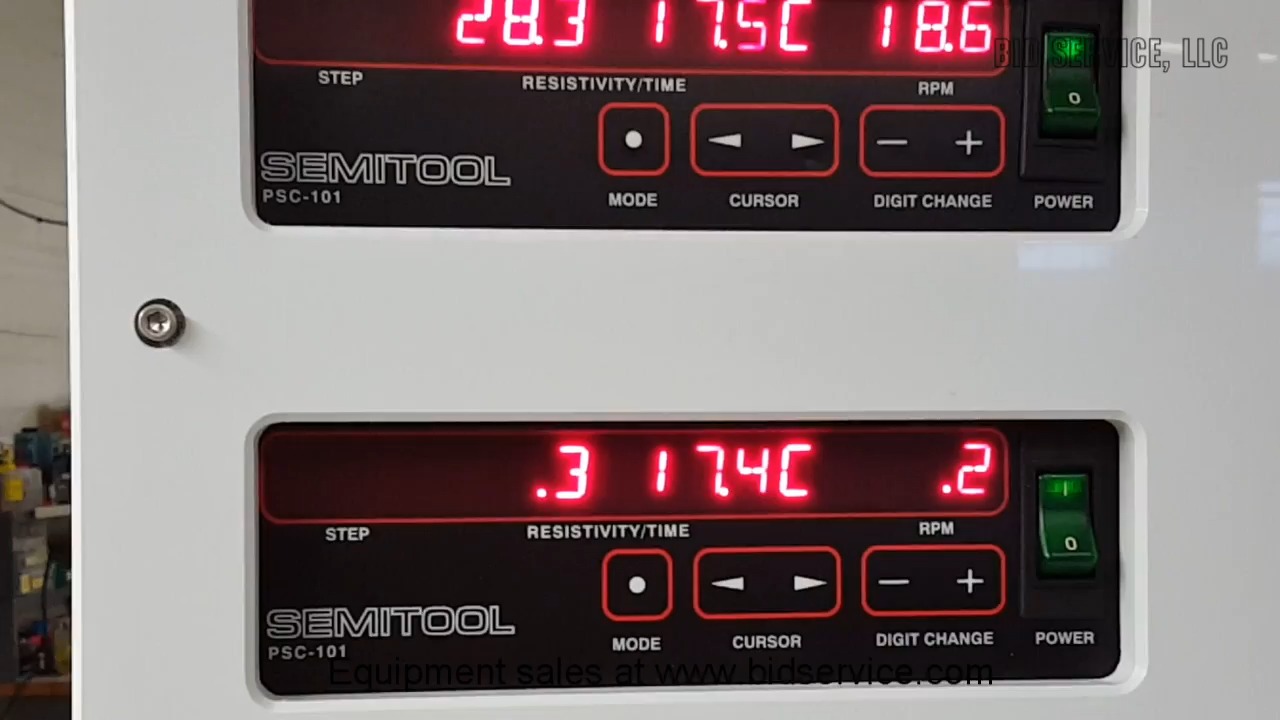 28.3 17.5C 18.6
BID SERVICE, LLC
STEP RESISTIVITY/TIME RPM
0
SEMITOOL
PSC-101
MODE CURSOR DIGIT CHANGE POWER
.3 17.4C .2
STEP RESISTIVITY/TIME RPM
0
SEMITOOL
PSC-101
MODE CURSOR DIGIT CHANGE POWER
Equipment sales at www.bidservice.com